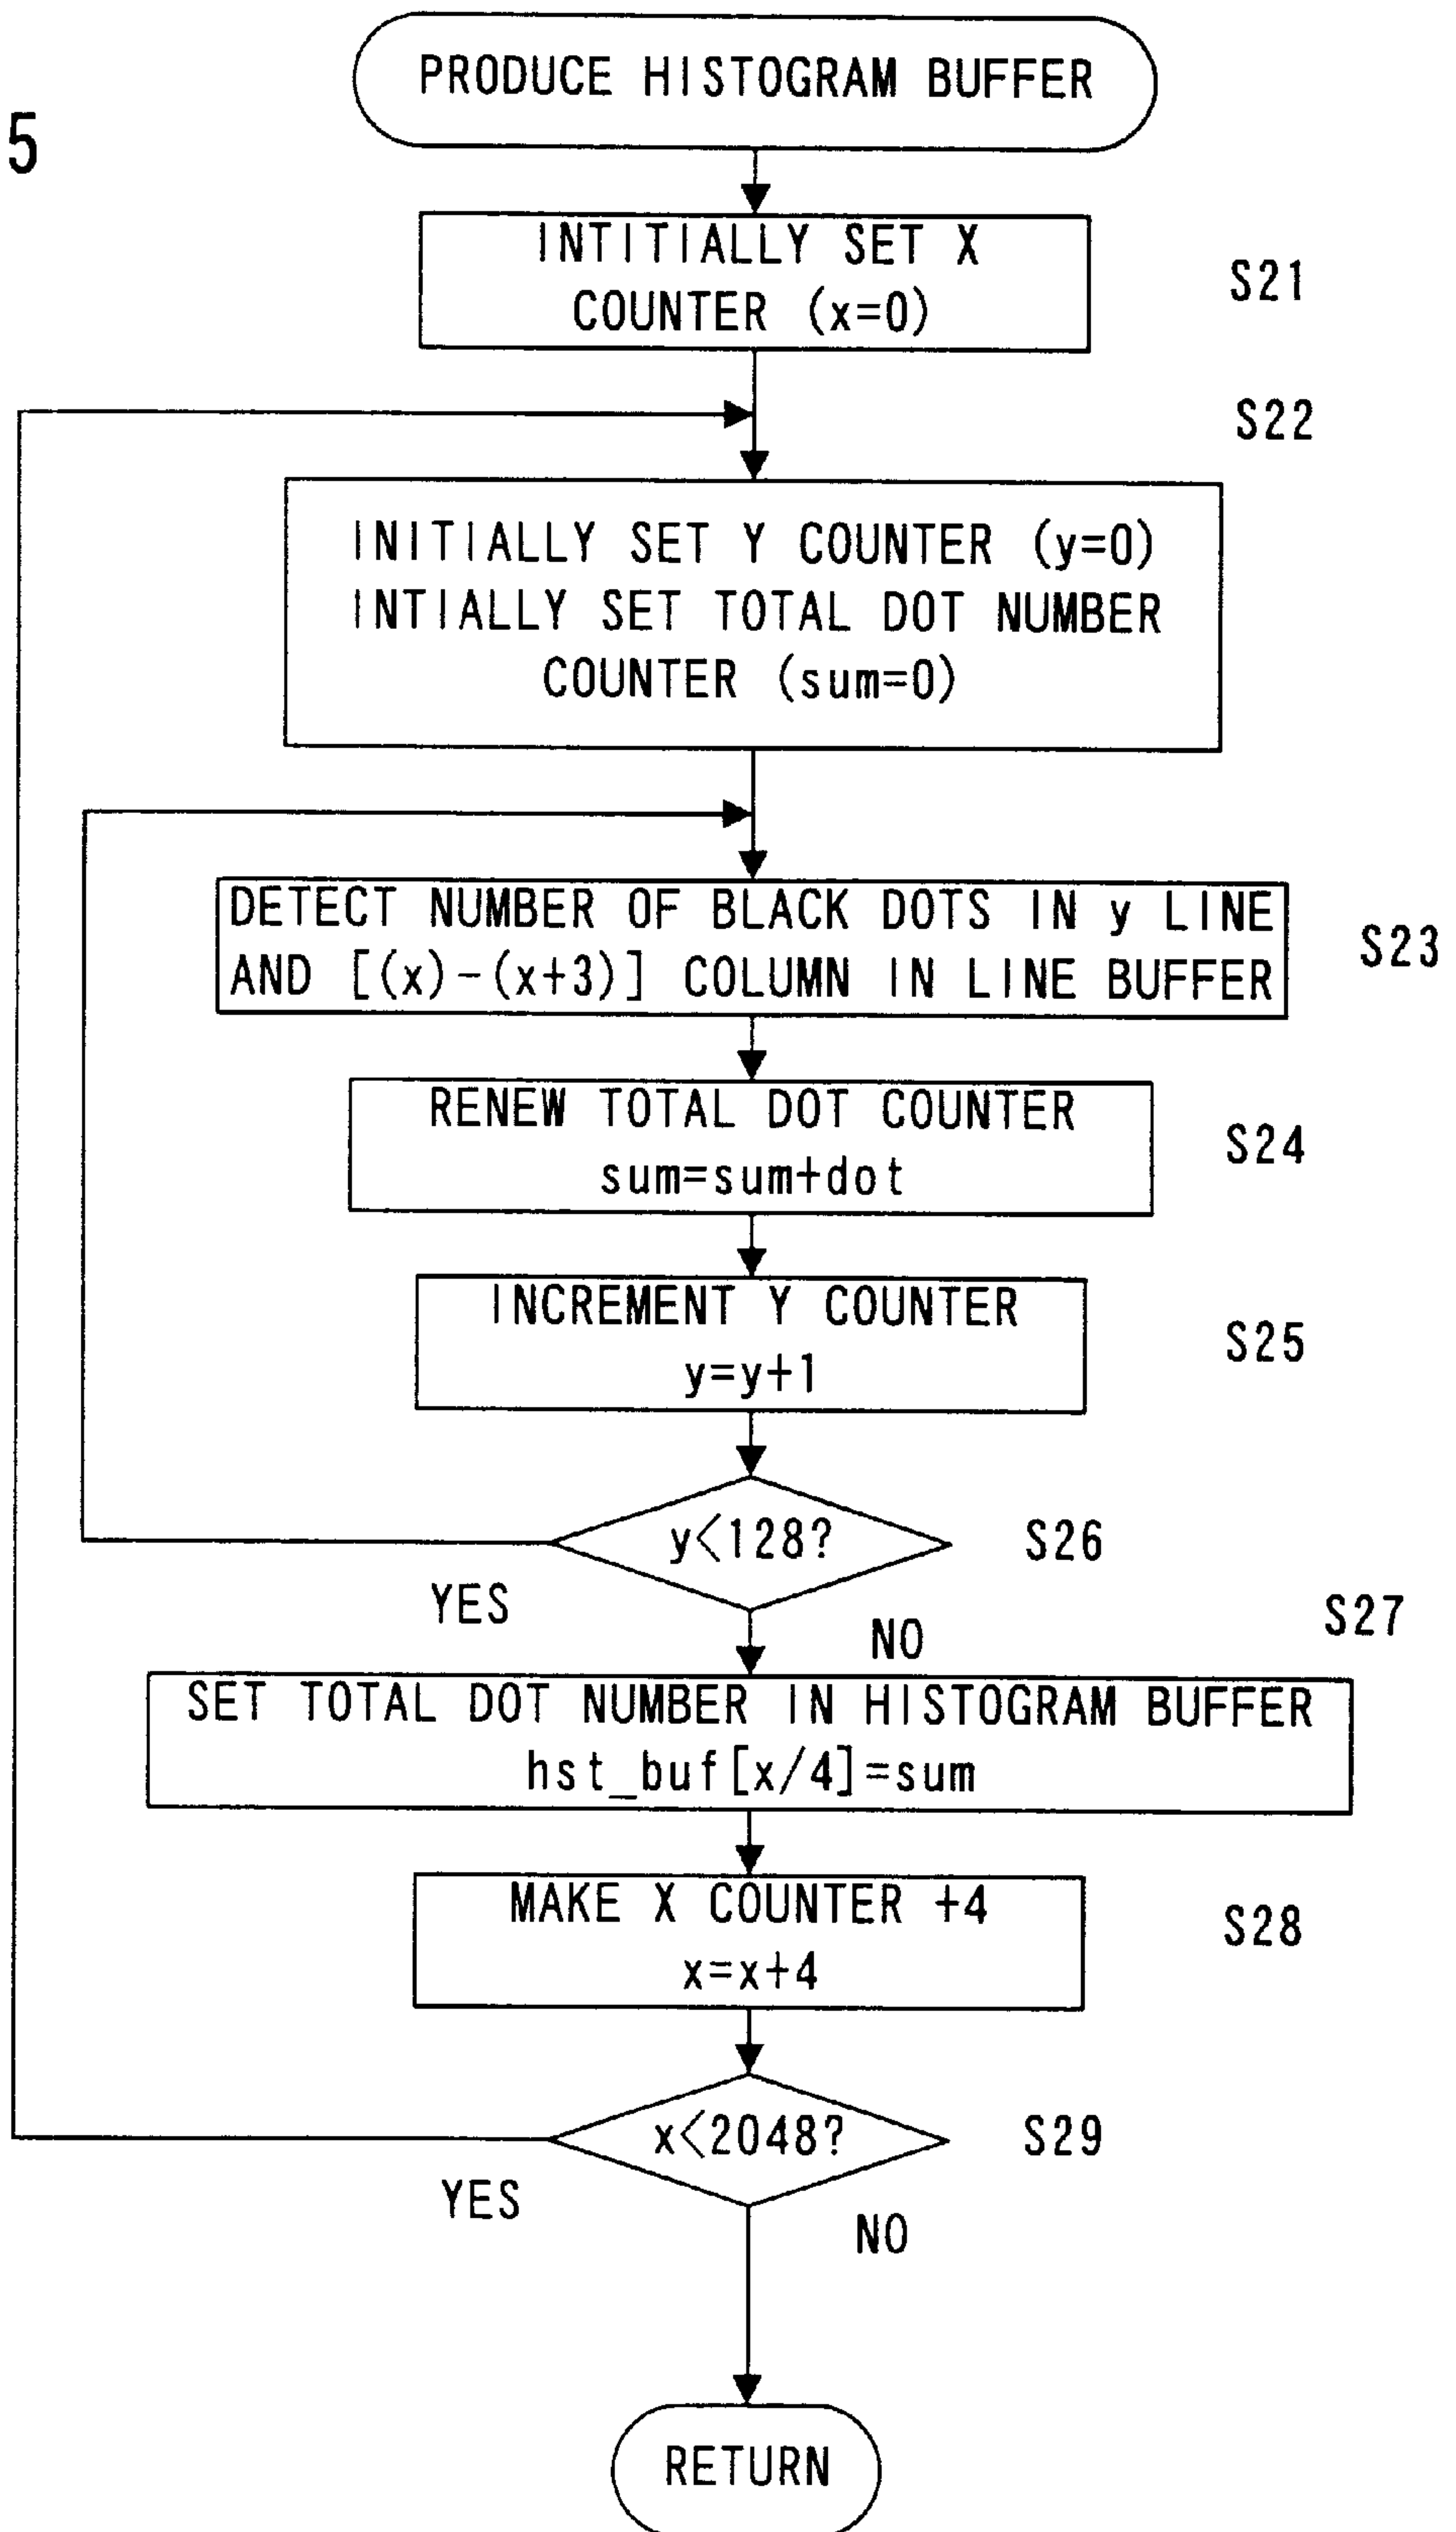 PRODUCE HISTOGRAM BUFFER
5
INTITIALLY SET X
COUNTER (x=0)
S21
S22
INITIALLY SET Y COUNTER (y=0)
INTIALLY SET TOTAL DOT NUMBER
COUNTER (sum=0)
DETECT NUMBER OF BLACK DOTS IN y LINE
AND [(x)-(x+3)] COLUMN IN LINE BUFFER
S23
RENEW TOTAL DOT COUNTER
sum=sum+dot
S24
INCREMENT Y COUNTER
y=y+1
S25
y<128?
S26
YES
NO
S27
SET TOTAL DOT NUMBER IN HISTOGRAM BUFFER
hst_buf[x/4]=sum
MAKE X COUNTER +4
x=x+4
S28
x<2048?
S29
YES
NO
RETURN